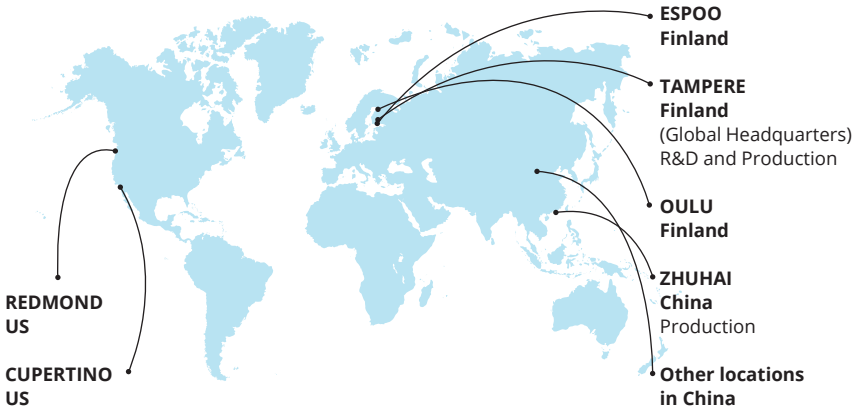 ESPOO
Finland
TAMPERE
Finland
(Global Headquarters)
R&D and Production
OULU
Finland
ZHUHAI
China
Production
Other locations
in China
REDMOND
US
CUPERTINO
US